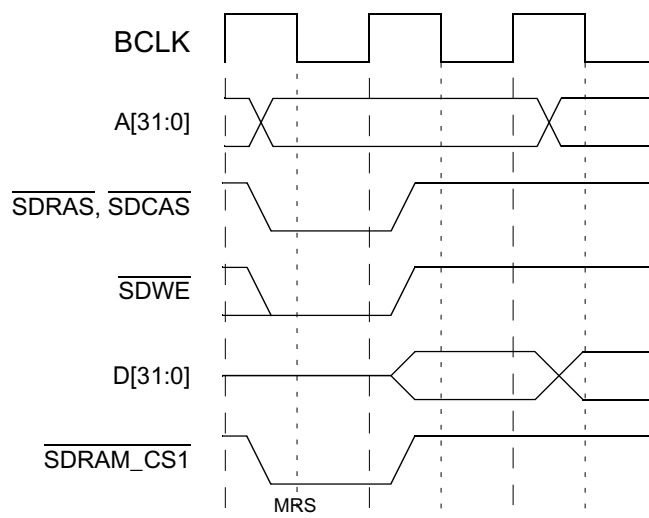 BCLK
A[31:0]
SDRAS, SDCAS
SDWE
D[31:0]
SDRAM_CS1
MRS